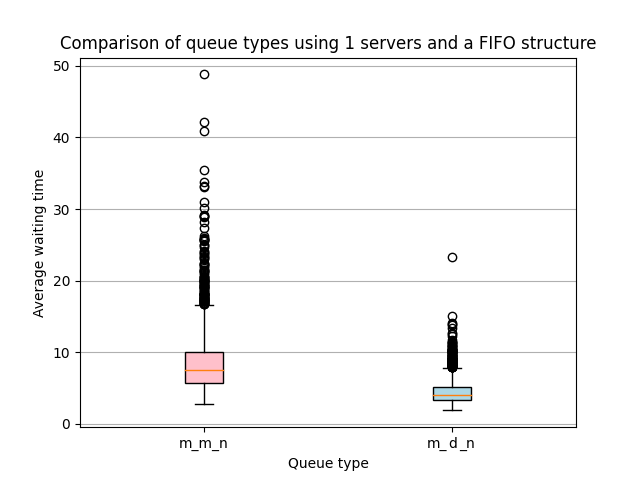 Comparison of queue types using 1 servers and a FIFO structure
50
40
30
20
10
0
Average waiting time
m_m_n
m_d_n
Queue type